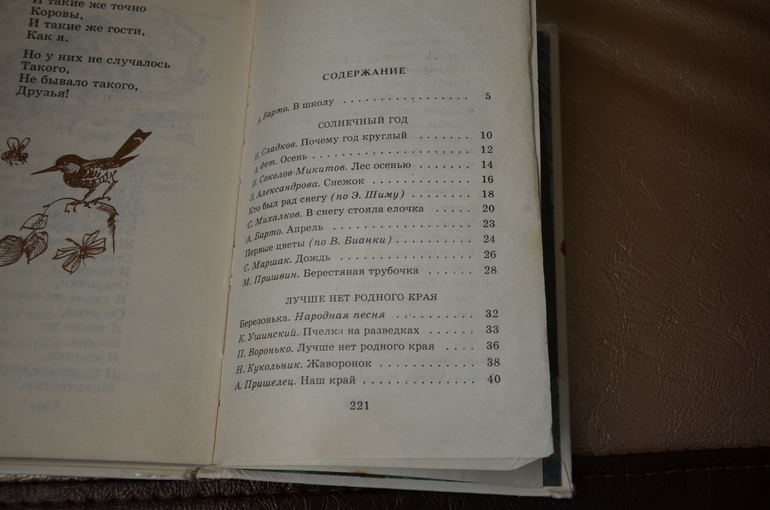 И такие же точно
Коровы,
И такие же гости,
Как я.
Но у них не случалось
Такого,
Не бывало такого,
Друзья!
СОДЕРЖАНИЕ
А. Барто. В школу . . . . . . . . . . . . . . . . . 5
СОЛНЕЧНЫЙ ГОД
Н. Сладков. Почему год круглый . . . . . . . 10
А. Фет. Осень . . . . . . . . . . . . . . . . . . . 12
И. Соколов-Микитов. Лес осенью . . . . . . . 14
З. Александрова. Снежок . . . . . . . . . . . . 16
Кто был рад снегу (по Э. Шиму) . . . . . . . . 18
С. Михалков. В снегу стояла елочка . . . . . . 20
А. Барто. Апрель . . . . . . . . . . . . . . . . . 23
Первые цветы (по В. Бианки) . . . . . . . . . . 24
С. Маршак. Дождь . . . . . . . . . . . . . . . . 26
М. Пришвин. Берестяная трубочка . . . . . . . 28
ЛУЧШЕ НЕТ РОДНОГО КРАЯ
Березонька. Народная песня . . . . . . . . . . 32
К. Ушинский. Пчелки на разведках . . . . . . . 33
П. Воронько. Лучше нет родного края . . . . . 36
Н. Кукольник. Жаворонок . . . . . . . . . . . . 38
А. Пришелец. Наш край . . . . . . . . . . . . . 40
221